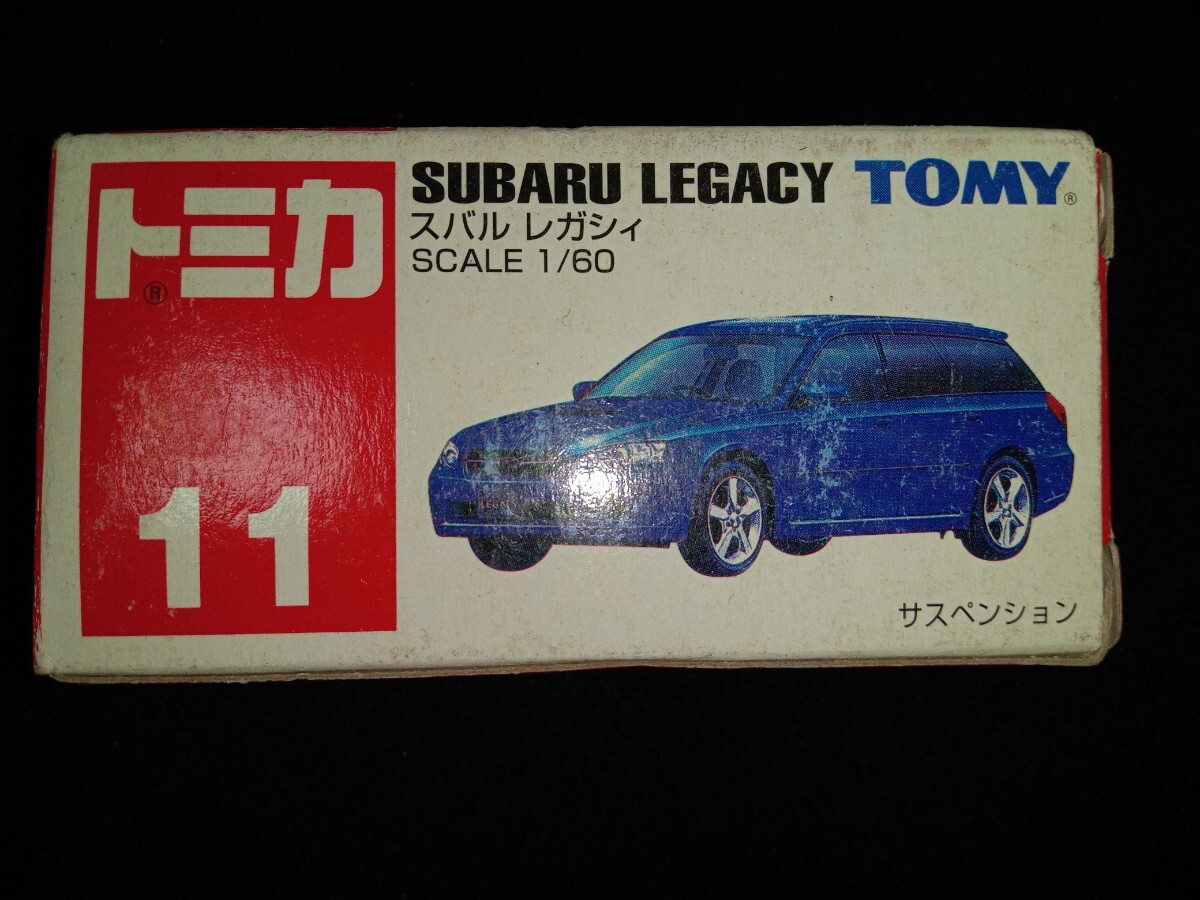 トミカ
®
11
SUBARU LEGACY TOMY®
スバル レガシィ
SCALE 1/60
LEGACY
サスペンション